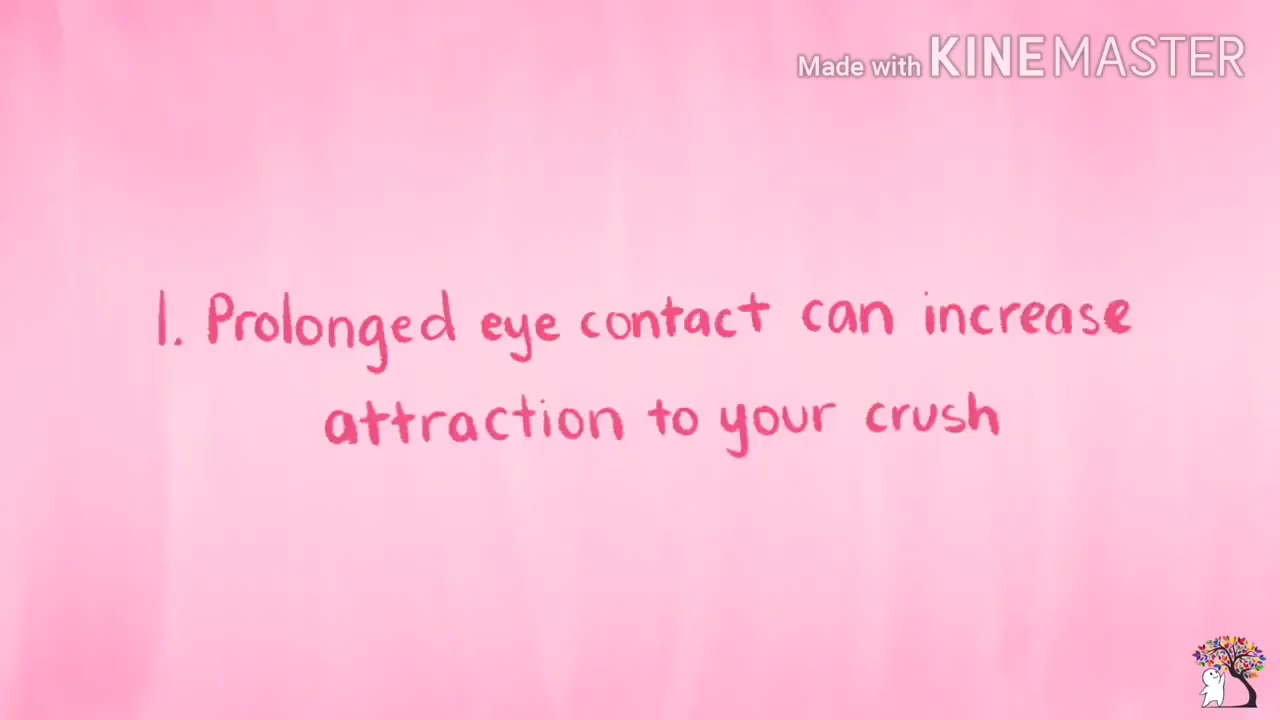 Made with KINEMASTER
1. Prolonged eye contact can increase
attraction to your crush